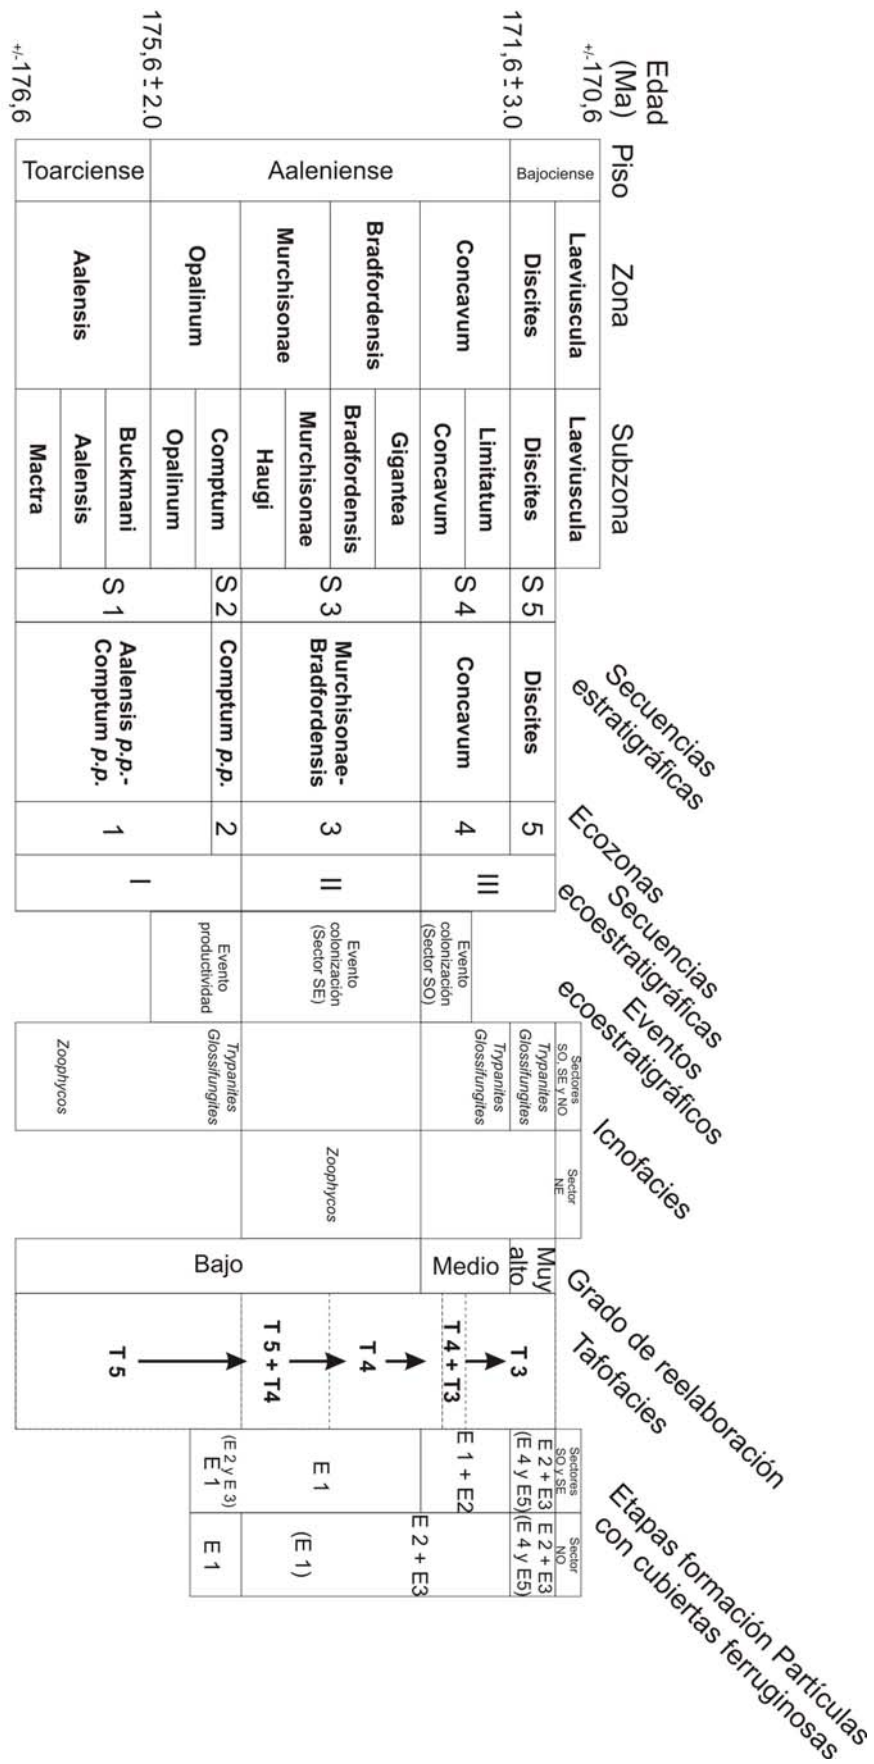 Edad
(Ma)
Piso
Zona
Subzona
Secuencias
estratigráficas
Ecozonas
Secuencias
ecoestratigráficas
Eventos
ecoestratigráficos
Icnofacies
Grado de reelaboración
Tafofacies
Etapas formación Partículas
con cubiertas ferruginosas
+/-170,6
171,6 ± 3.0
175,6 ± 2.0
+/-176,6
Bajociense
Aaleniense
Toarciense
Laeviuscula
Discites
Concavum
Bradfordensis
Murchisonae
Opalinum
Aalensis
Laeviuscula
Discites
Limitatum
Concavum
Gigantea
Bradfordensis
Murchisonae
Haugi
Comptum
Opalinum
Buckmani
Aalensis
Mactra
S 5
S 4
S 3
S 2
S 1
Discites
Concavum
Murchisonae-
Bradfordensis
Comptum p.p.
Aalensis p.p.-
Comptum p.p.
5
4
3
2
1
III
II
I
Evento
colonización
(Sector SO)
Evento
colonización
(Sector SE)
Evento
productividad
Sectores
SO, SE y NO
Trypanites
Glossifungites
Trypanites
Glossifungites
Trypanites
Glossifungites
Zoophycos
Sector
NE
Zoophycos
Muy
alto
Medio
Bajo
T 3
T 4 + T3
T 4
T 5 + T4
T 5
Sectores
SO y SE
E 2 + E3
(E 4 y E5)
E 1 + E2
E 1
(E 2 y E 3)
E 1
Sector
NO
E 2 + E3
(E 4 y E5)
E 2 + E3
(E 1)
E 1